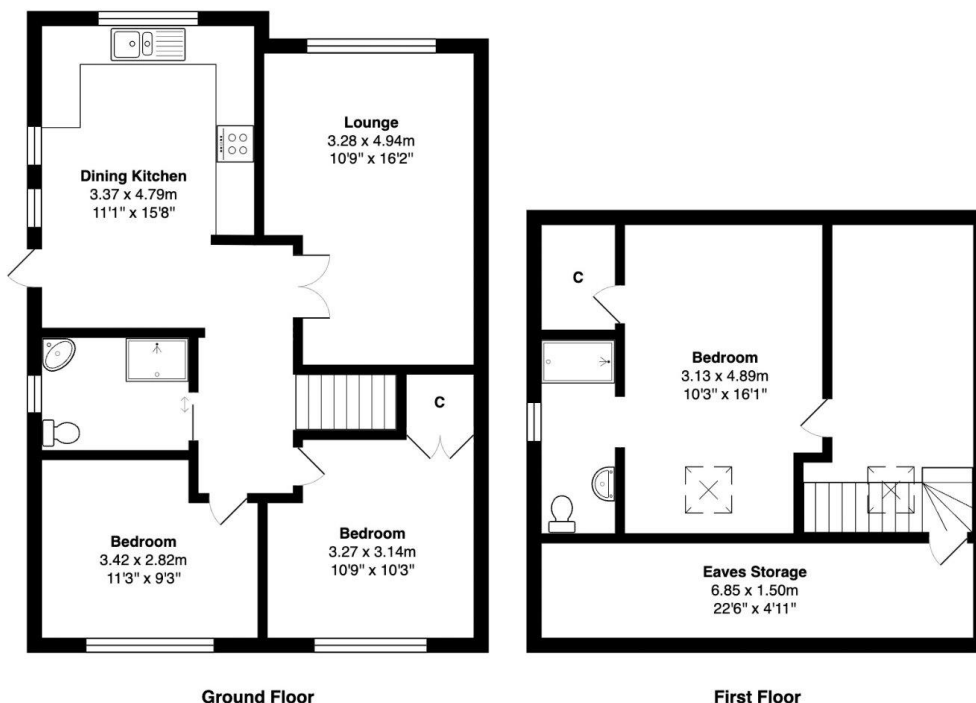 Lounge
3.28 x 4.94m
10'9" x 16'2"
Dining Kitchen
3.37 x 4.79m
11'1" x 15'8"
C
Bedroom
3.42 x 2.82m
11'3" x 9'3"
Bedroom
3.27 x 3.14m
10'9" x 10'3"
Ground Floor
C
Bedroom
3.13 x 4.89m
10'3" x 16'1"
Eaves Storage
6.85 x 1.50m
22'6" x 4'11"
First Floor